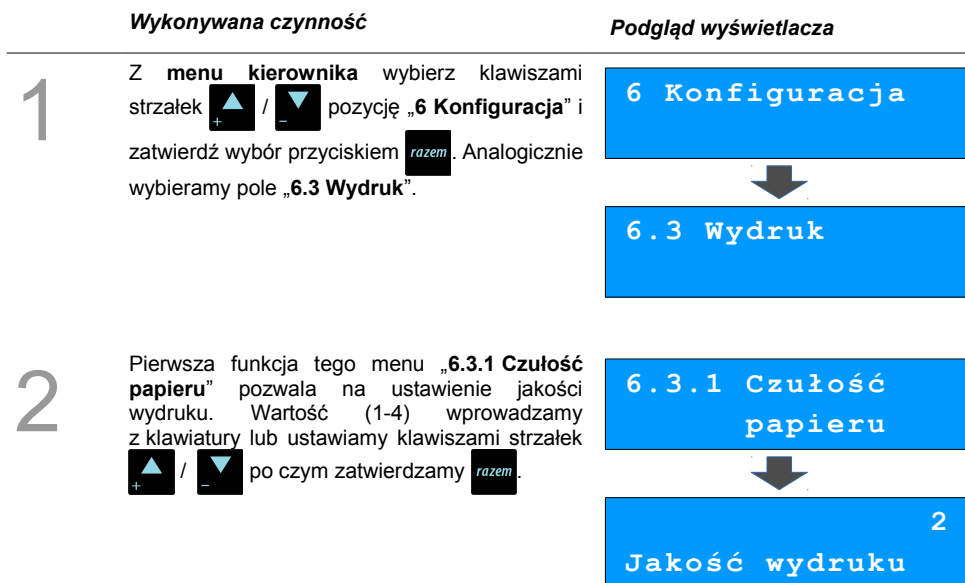 Wykonywana czynność
Podgląd wyświetlacza
1
Z menu kierownika wybierz klawiszami
strzałek + / – pozycję „6 Konfiguracja” i
zatwierdź wybór przyciskiem razem. Analogicznie
wybieramy pole „6.3 Wydruk”.
6 Konfiguracja
6.3 Wydruk
2
Pierwsza funkcja tego menu „6.3.1 Czułość
papieru” pozwala na ustawienie jakości
wydruku. Wartość (1-4) wprowadzamy
z klawiatury lub ustawiamy klawiszami strzałek
+ / – po czym zatwierdzamy razem.
6.3.1 Czułość
papieru
2
Jakość wydruku